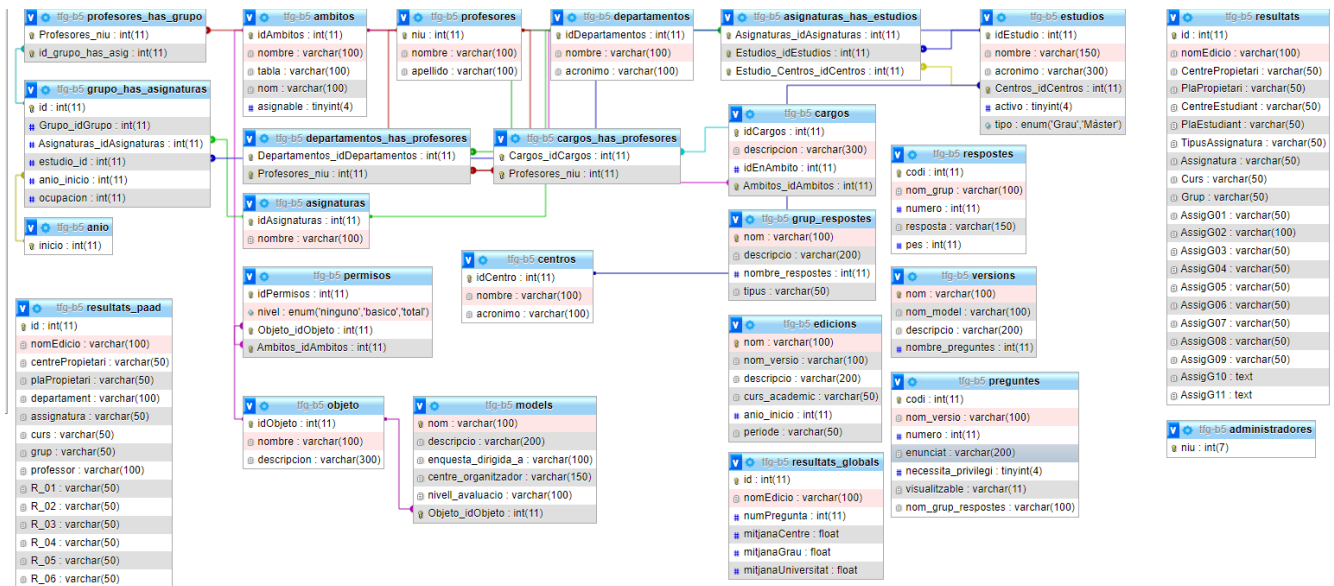 tfg-b5 profesores_has_grupo
Profesores_niu : int(11)
id_grupo_has_asig : int(11)
tfg-b5 grupo_has_asignaturas
id : int(11)
Grupo_idGrupo : int(11)
Asignaturas_idAsignaturas : int(11)
estudio_id : int(11)
anio_inicio : int(11)
ocupacion : int(11)
tfg-b5 anio
inicio : int(11)
tfg-b5 resultats_paad
id : int(11)
nomEdicio : varchar(100)
centrePropietari : varchar(50)
plaPropietari : varchar(50)
departament : varchar(100)
assignatura : varchar(50)
curs : varchar(50)
grup : varchar(50)
professor : varchar(100)
R_01 : varchar(50)
R_02 : varchar(50)
R_03 : varchar(50)
R_04 : varchar(50)
R_05 : varchar(50)
R_06 : varchar(50)
tfg-b5 ambitos
idAmbitos : int(11)
nombre : varchar(100)
tabla : varchar(100)
nom : varchar(100)
asignable : tinyint(4)
tfg-b5 profesores
niu : int(11)
nombre : varchar(100)
apellido : varchar(100)
tfg-b5 departamentos
idDepartamentos : int(11)
nombre : varchar(100)
acronimo : varchar(100)
tfg-b5 departamentos_has_profesores
Departamentos_idDepartamentos : int(11)
Profesores_niu : int(11)
tfg-b5 cargos_has_profesores
Cargos_idCargos : int(11)
Profesores_niu : int(11)
tfg-b5 asignaturas
idAsignaturas : int(11)
nombre : varchar(100)
tfg-b5 permisos
idPermisos : int(11)
nivel : enum('ninguno','basico','total')
Objeto_idObjeto : int(11)
Ambitos_idAmbitos : int(11)
tfg-b5 centros
idCentro : int(11)
nombre : varchar(100)
acronimo : varchar(100)
tfg-b5 objeto
idObjeto : int(11)
nombre : varchar(100)
descripcion : varchar(300)
tfg-b5 models
nom : varchar(100)
descripcio : varchar(200)
enquesta_dirigida_a : varchar(100)
centre_organitzador : varchar(150)
nivell_avaluacio : varchar(100)
Objeto_idObjeto : int(11)
tfg-b5 asignaturas_has_estudios
Asignaturas_idAsignaturas : int(11)
Estudios_idEstudios : int(11)
Estudio_Centros_idCentros : int(11)
tfg-b5 cargos
idCargos : int(11)
descripcion : varchar(300)
idEnAmbito : int(11)
Ambitos_idAmbitos : int(11)
tfg-b5 grup_respostes
nom : varchar(100)
descripcio : varchar(200)
nombre_respostes : int(11)
tipus : varchar(50)
tfg-b5 edicions
nom : varchar(100)
nom_versio : varchar(100)
descripcio : varchar(200)
curs_academic : varchar(50)
anio_inicio : int(11)
periode : varchar(50)
tfg-b5 resultats_globals
id : int(11)
nomEdicio : varchar(100)
numPregunta : int(11)
mitjanaCentre : float
mitjanaGrau : float
mitjanaUniversitat : float
tfg-b5 estudios
idEstudio : int(11)
nombre : varchar(150)
acronimo : varchar(300)
Centros_idCentros : int(11)
activo : tinyint(4)
tipo : enum('Grau','Màster')
tfg-b5 respostes
codi : int(11)
nom_grup : varchar(100)
numero : int(11)
resposta : varchar(150)
pes : int(11)
tfg-b5 versions
nom : varchar(100)
nom_model : varchar(100)
descripcio : varchar(200)
nombre_preguntes : int(11)
tfg-b5 preguntes
codi : int(11)
nom_versio : varchar(100)
numero : int(11)
enunciat : varchar(200)
necessita_privilegi : tinyint(4)
visualitzable : varchar(11)
nom_grup_respostes : varchar(100)
tfg-b5 resultats
id : int(11)
nomEdicio : varchar(100)
CentrePropietari : varchar(50)
PlaPropietari : varchar(50)
CentreEstudiant : varchar(50)
PlaEstudiant : varchar(50)
TipusAssignatura : varchar(50)
Assignatura : varchar(50)
Curs : varchar(50)
Grup : varchar(50)
AssigG01 : varchar(50)
AssigG02 : varchar(100)
AssigG03 : varchar(50)
AssigG04 : varchar(50)
AssigG05 : varchar(50)
AssigG06 : varchar(50)
AssigG07 : varchar(50)
AssigG08 : varchar(50)
AssigG09 : varchar(50)
AssigG10 : text
AssigG11 : text
tfg-b5 administradores
niu : int(7)